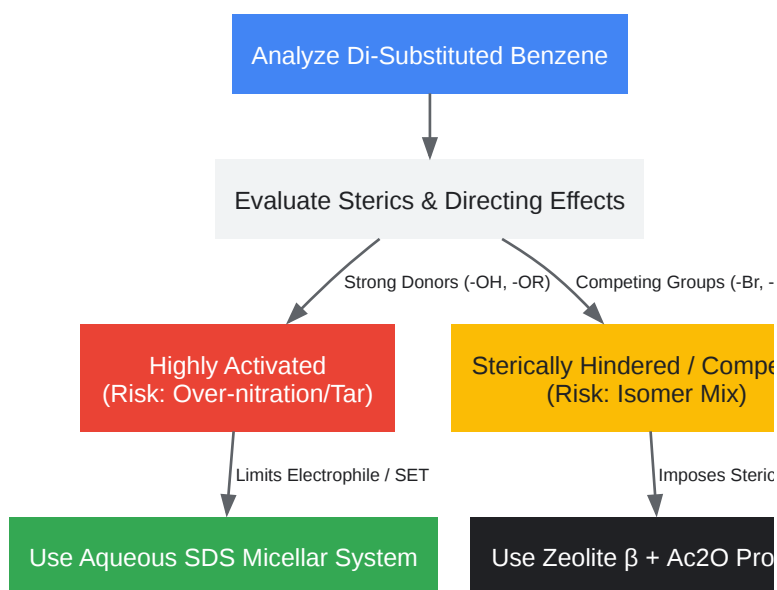 Analyze Di-Substituted Benzene
Evaluate Sterics & Directing Effects
Strong Donors (-OH, -OR)
Competing Groups (-Br, -
Highly Activated
(Risk: Over-nitration/Tar)
Sterically Hindered / Compe
(Risk: Isomer Mix)
Limits Electrophile / SET
Imposes Steric
Use Aqueous SDS Micellar System
Use Zeolite β + Ac2O Pro